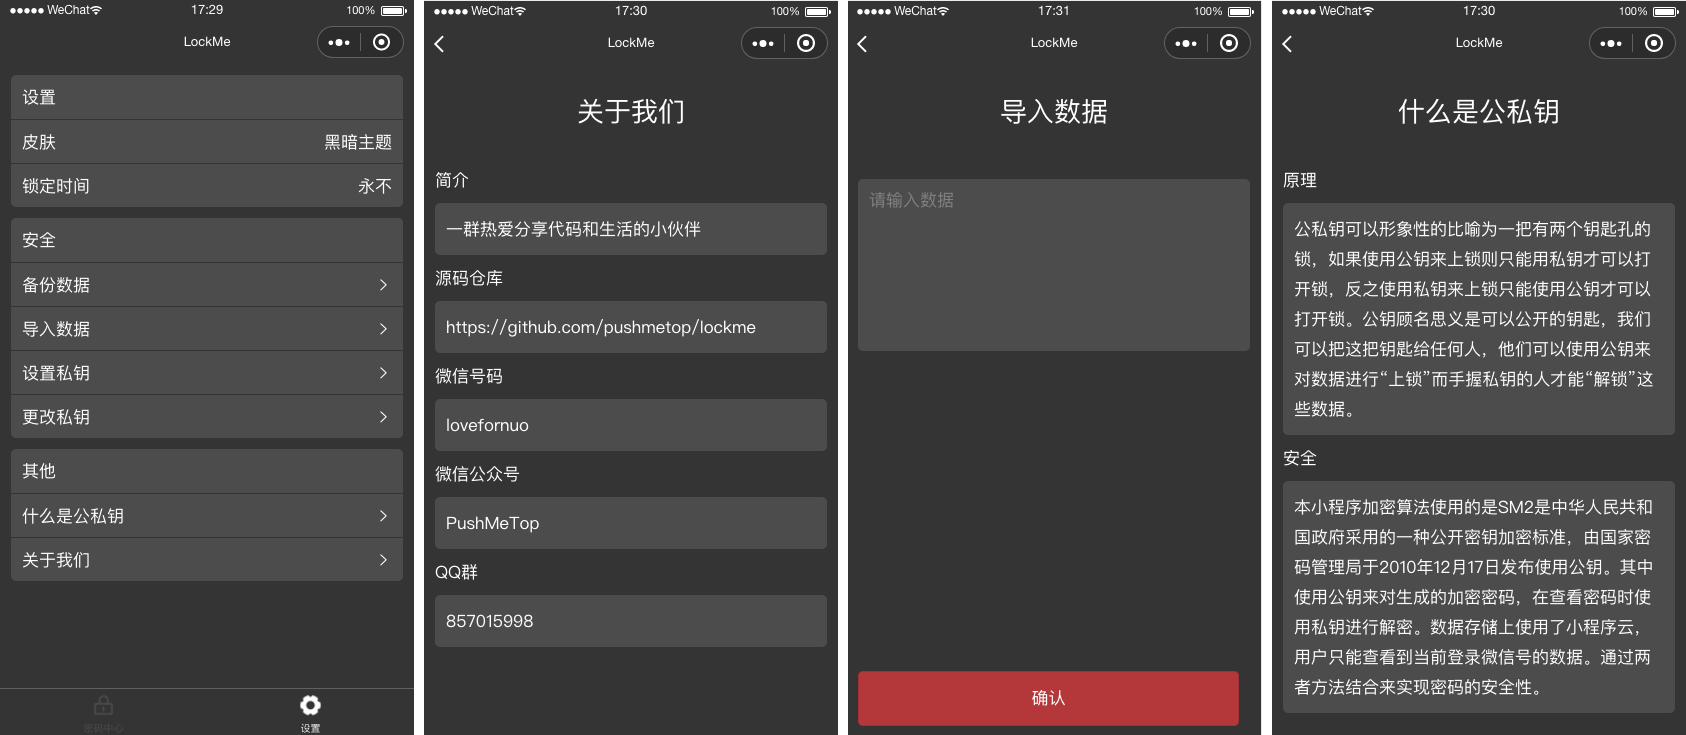 WeChat
17:29
100%
LockMe
设置
皮肤
黑暗主题
锁定时间
永不
安全
备份数据
导入数据
设置私钥
更改私钥
其他
什么是公私钥
关于我们
密码中心
设置
WeChat
17:30
100%
LockMe
关于我们
简介
一群热爱分享代码和生活的小伙伴
源码仓库
https://github.com/pushmetop/lockme
微信号码
lovefornuo
微信公众号
PushMeTop
QQ群
857015998
WeChat
17:31
100%
LockMe
导入数据
请输入数据
确认
WeChat
17:30
100%
LockMe
什么是公私钥
原理
公私钥可以形象性的比喻为一把有两个钥匙孔的
锁，如果使用公钥来上锁则只能用私钥才可以打
开锁，反之使用私钥来上锁只能使用公钥才可以
打开锁。公钥顾名思义是可以公开的钥匙，我们
可以把这把钥匙给任何人，他们可以使用公钥来
对数据进行“上锁”而手握私钥的人才能“解锁”这
些数据。
安全
本小程序加密算法使用的是SM2是中华人民共和
国政府采用的一种公开密钥加密标准，由国家密
码管理局于2010年12月17日发布使用公钥。其中
使用公钥来对生成的加密密码，在查看密码时使
用私钥进行解密。数据存储上使用了小程序云，
用户只能查看到当前登录微信号的数据。通过两
者方法结合来实现密码的安全性。